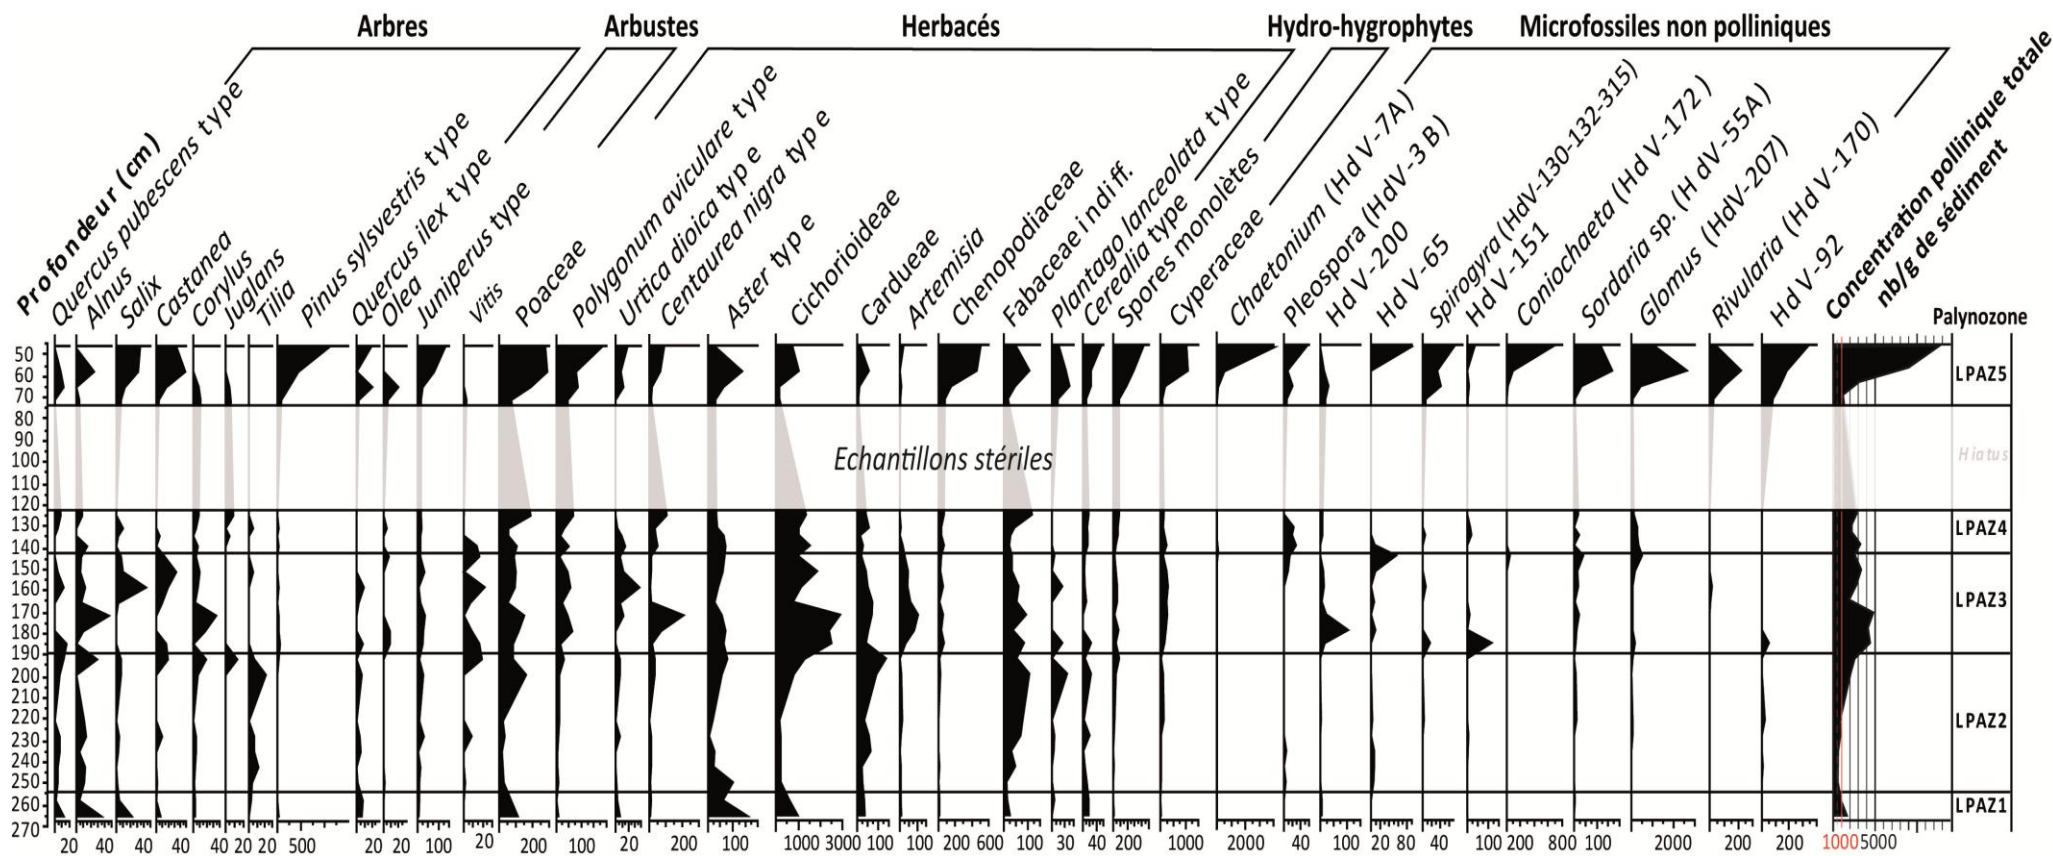 Arbres
Arbustes
Herbacés
Hydro-hygrophytes
Microfossiles non polliniques
Profondeur (cm)
Quercus pubescens type
Alnus
Salix
Castanea
Corylus
Juglans
Tilia
Pinus sylsvestris type
Quercus ilex type
Olea
Juniperus type
Vitis
Poaceae
Polygonum aviculare type
Urtica dioica type
Centaurea nigra type
Aster type
Cichorioideae
Cardueae
Artemisia
Chenopodiaceae
Fabaceae indiff.
Plantago lanceolata type
Cerealia type
Spores monolètes
Cyperaceae
Chaetonium (HdV-7A)
Pleospora (HdV-3B)
HdV-200
HdV-65
Spirogyra (HdV-130-132-315)
HdV-151
Coniochaeta (HdV-172)
Sordaria sp. (HdV-55A)
Glomus (HdV-207)
Rivularia (HdV-170)
HdV-92
Concentration pollinique totale
nb/g de sédiment
Palynozone
50
60
70
80
90
100
110
120
130
140
150
160
170
180
190
200
210
220
230
240
250
260
270
LPAZ5
Echantillons stériles
Hiatus
LPAZ4
LPAZ3
LPAZ2
LPAZ1
20 40 40 40 40 20 20 500 20 20 100 20 200 100 20 200 100 1000 3000 100 100 200 600 100 30 40 200 1000 2000 40 100 20 80 40 100 200 800 100 2000 200 200 1000 5000